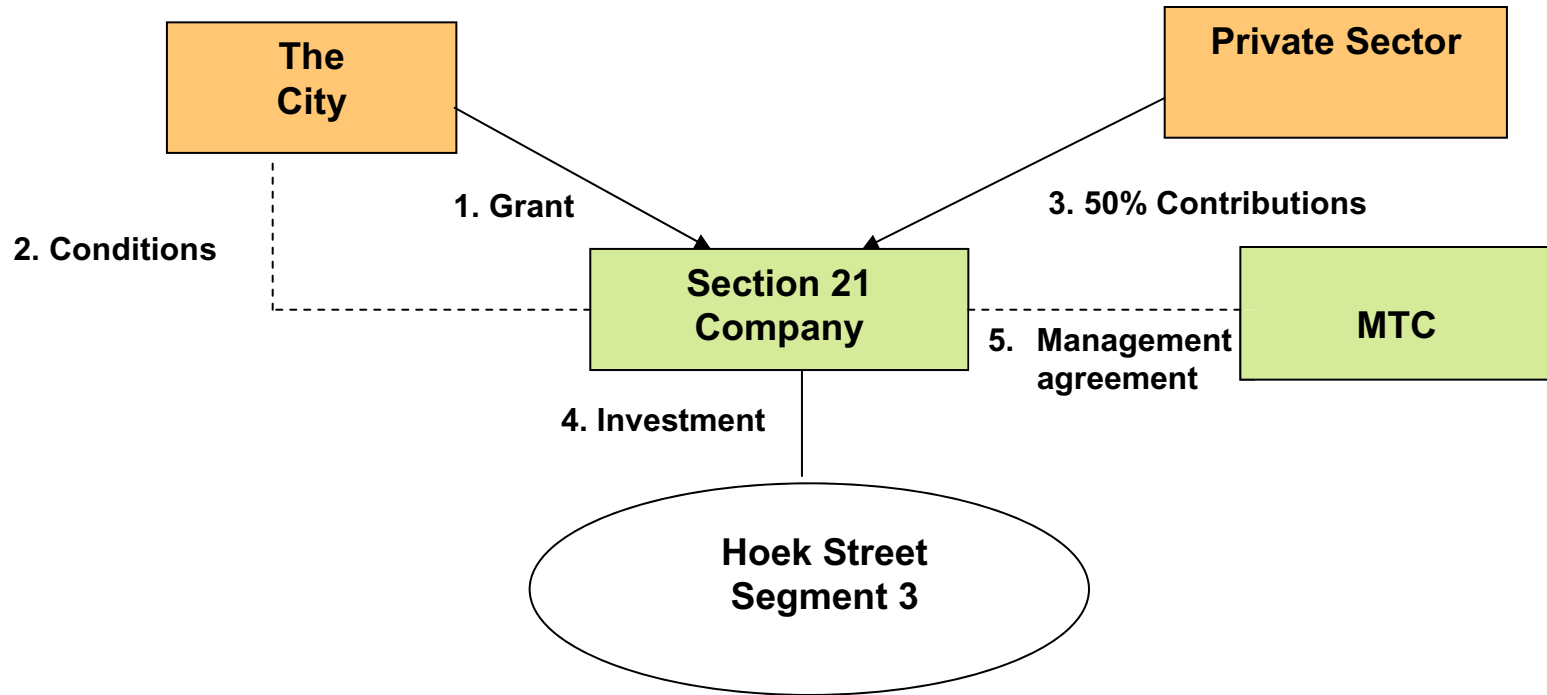 The
City
Private Sector
1. Grant
3. 50% Contributions
2. Conditions
Section 21
Company
MTC
5. Management
agreement
4. Investment
Hoek Street
Segment 3